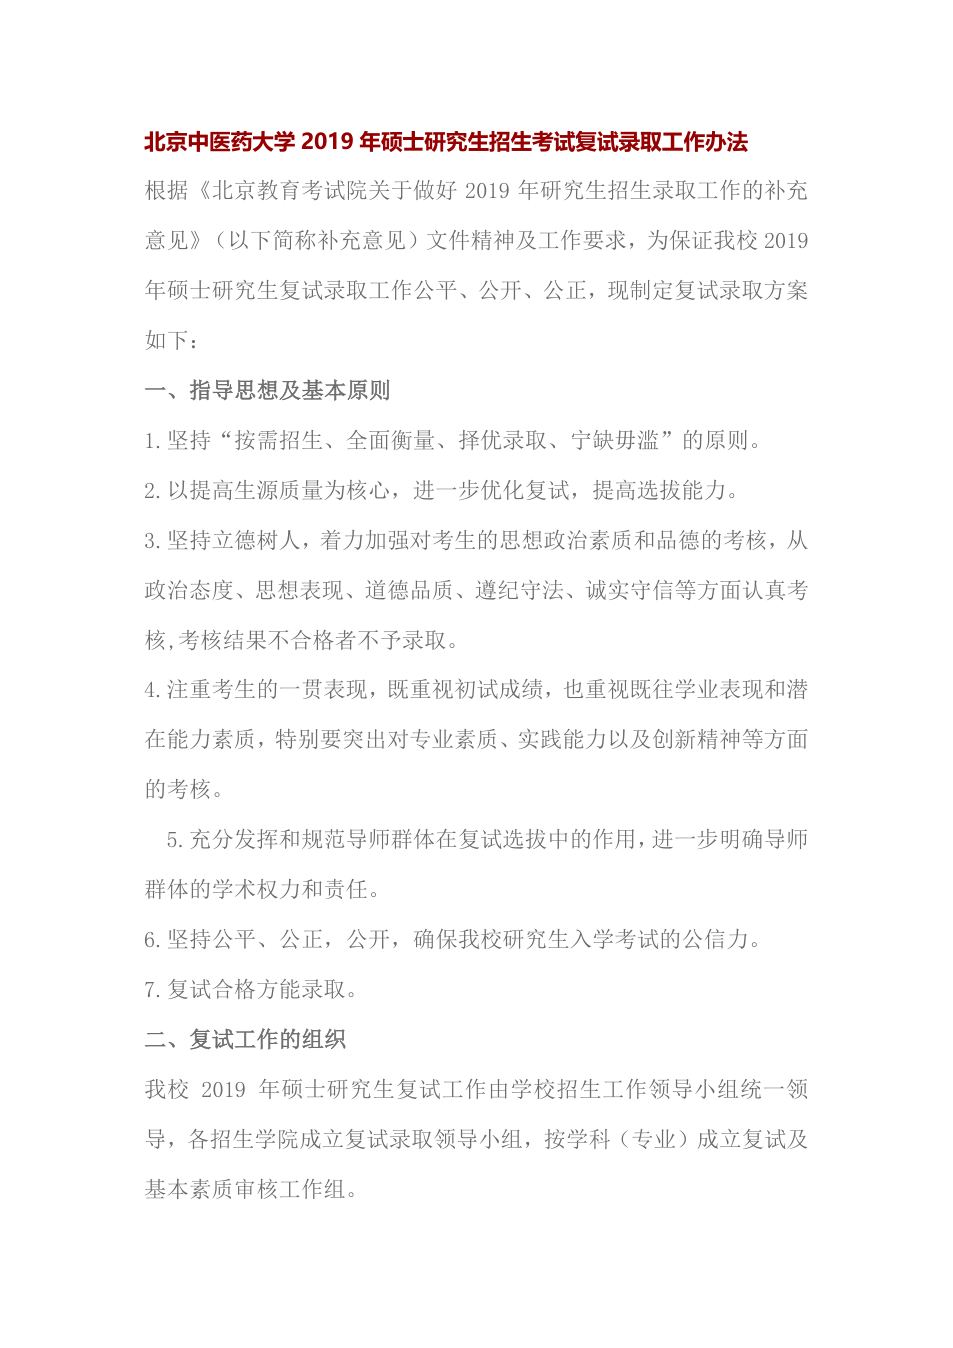 北京中医药大学 2019 年硕士研究生招生考试复试录取工作办法
根据《北京教育考试院关于做好 2019 年研究生招生录取工作的补充
意见》（以下简称补充意见）文件精神及工作要求，为保证我校 2019
年硕士研究生复试录取工作公平、公开、公正，现制定复试录取方案
如下：
一、指导思想及基本原则
1.坚持“按需招生、全面衡量、择优录取、宁缺毋滥”的原则。
2.以提高生源质量为核心，进一步优化复试，提高选拔能力。
3.坚持立德树人，着力加强对考生的思想政治素质和品德的考核，从
政治态度、思想表现、道德品质、遵纪守法、诚实守信等方面认真考
核,考核结果不合格者不予录取。
4.注重考生的一贯表现，既重视初试成绩，也重视既往学业表现和潜
在能力素质，特别要突出对专业素质、实践能力以及创新精神等方面
的考核。
5.充分发挥和规范导师群体在复试选拔中的作用，进一步明确导师
群体的学术权力和责任。
6.坚持公平、公正，公开，确保我校研究生入学考试的公信力。
7.复试合格方能录取。
二、复试工作的组织
我校 2019 年硕士研究生复试工作由学校招生工作领导小组统一领
导，各招生学院成立复试录取领导小组，按学科（专业）成立复试及
基本素质审核工作组。